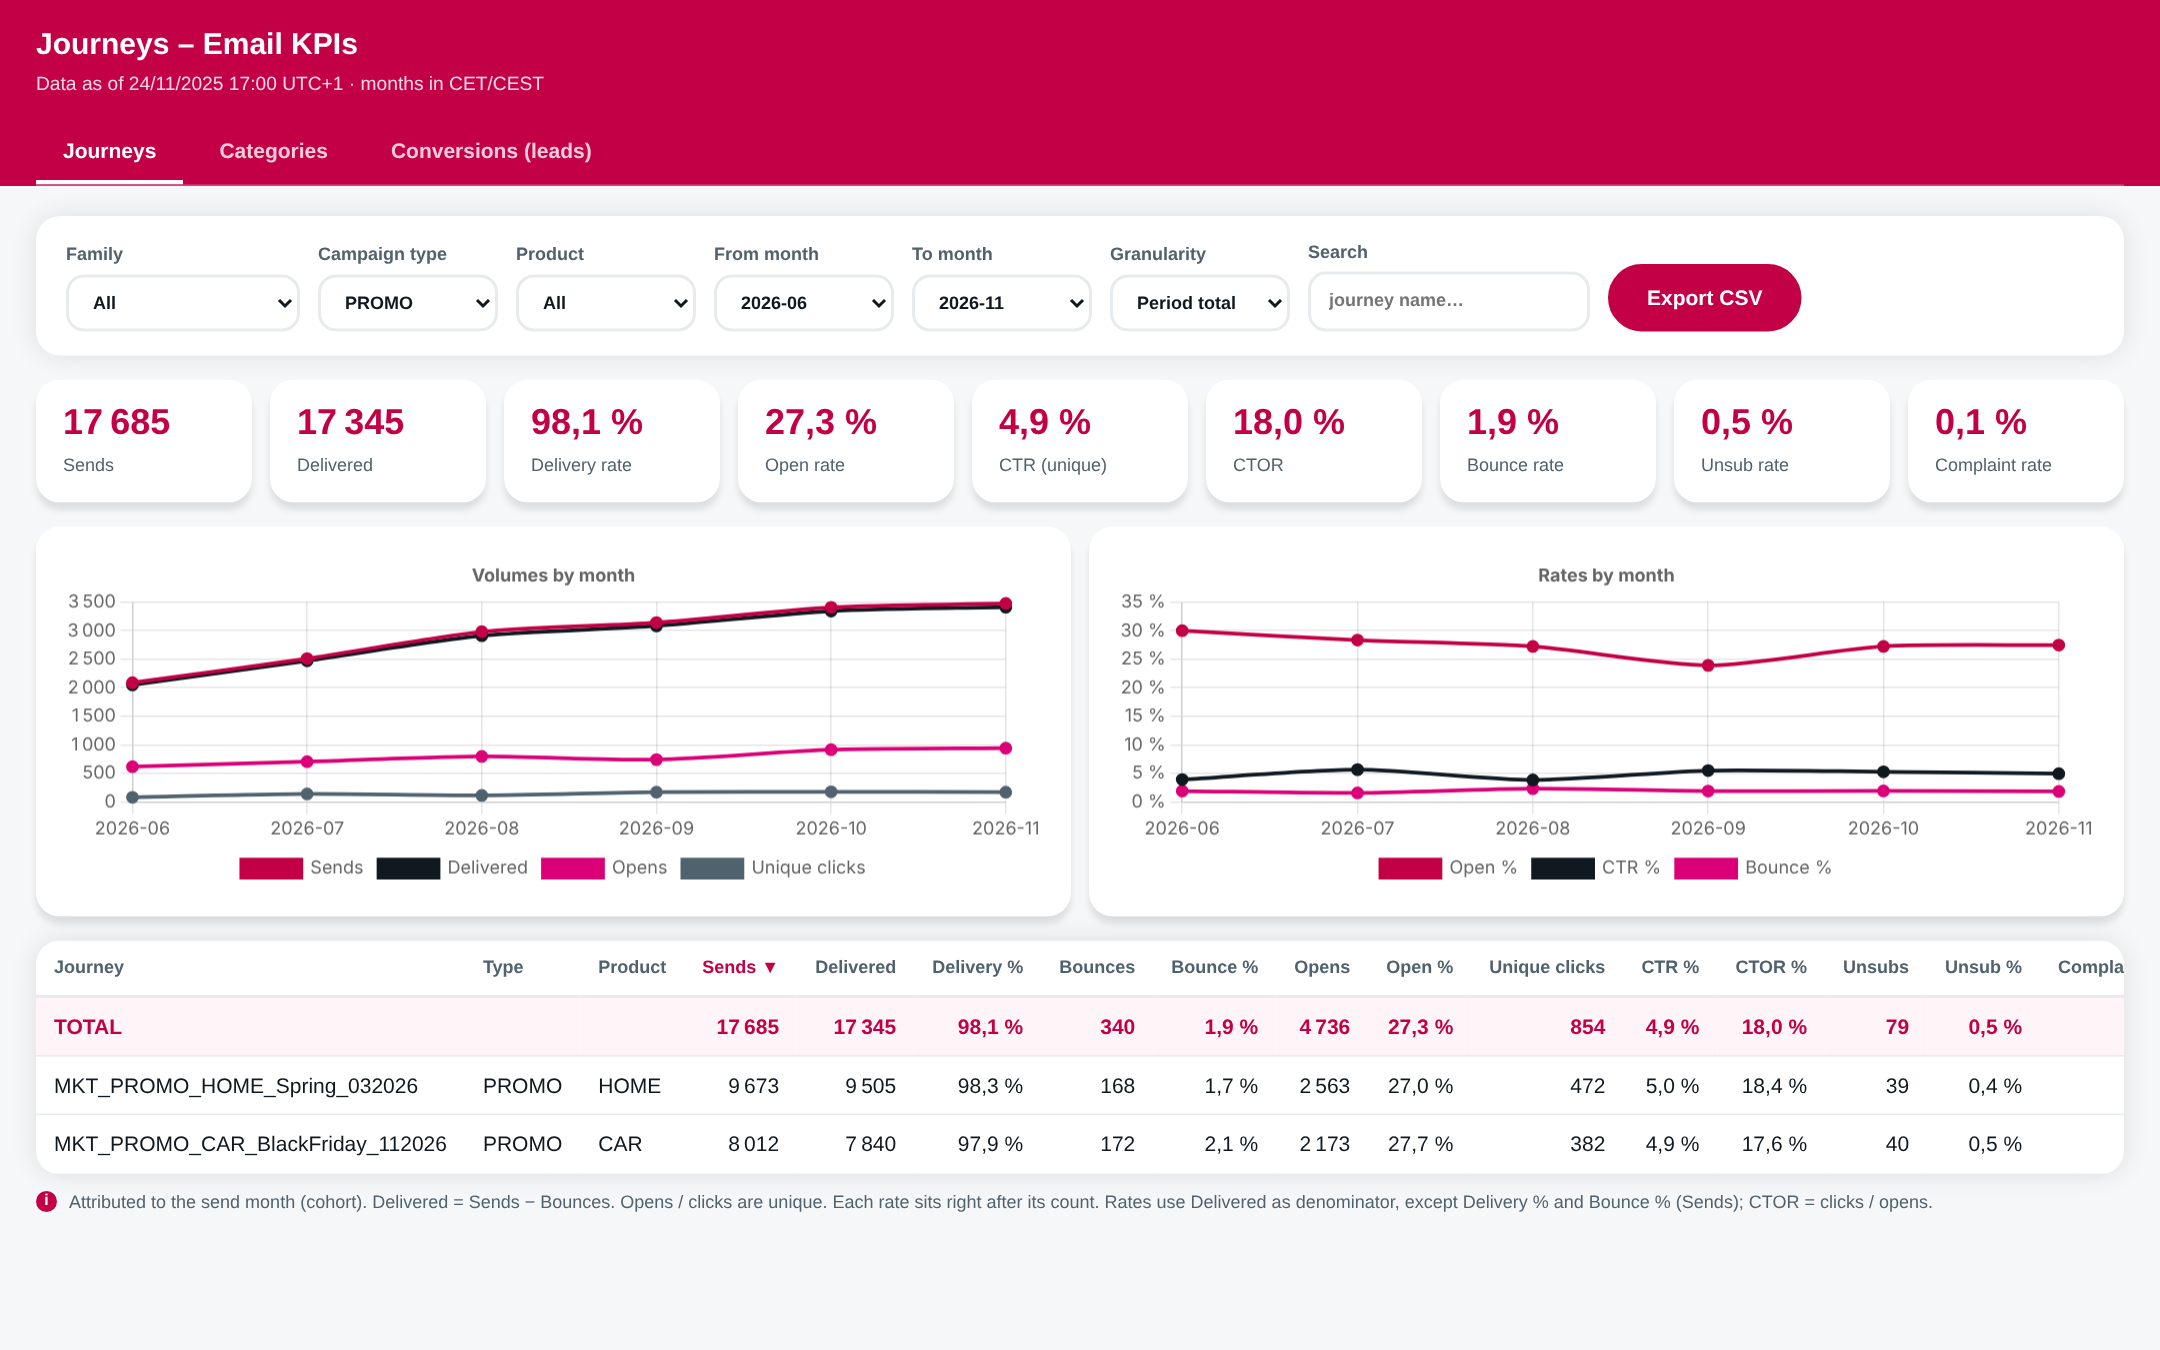 Journeys – Email KPIs
Data as of 24/11/2025 17:00 UTC+1 · months in CET/CEST
Journeys Categories Conversions (leads)
Family Campaign type Product From month To month Granularity Search
All PROMO All 2026-06 2026-11 Period total journey name… Export CSV
17 685 17 345 98,1 % 27,3 % 4,9 % 18,0 % 1,9 % 0,5 % 0,1 %
Sends Delivered Delivery rate Open rate CTR (unique) CTOR Bounce rate Unsub rate Complaint rate
Volumes by month
3 500
3 000
2 500
2 000
1 500
1 000
500
0
2026-06 2026-07 2026-08 2026-09 2026-10 2026-11
Sends Delivered Opens Unique clicks
Rates by month
35 %
30 %
25 %
20 %
15 %
10 %
5 %
0 %
2026-06 2026-07 2026-08 2026-09 2026-10 2026-11
Open % CTR % Bounce %
Journey Type Product Sends ▼ Delivered Delivery % Bounces Bounce % Opens Open % Unique clicks CTR % CTOR % Unsubs Unsub % Compla
TOTAL 17 685 17 345 98,1 % 340 1,9 % 4 736 27,3 % 854 4,9 % 18,0 % 79 0,5 %
MKT_PROMO_HOME_Spring_032026 PROMO HOME 9 673 9 505 98,3 % 168 1,7 % 2 563 27,0 % 472 5,0 % 18,4 % 39 0,4 %
MKT_PROMO_CAR_BlackFriday_112026 PROMO CAR 8 012 7 840 97,9 % 172 2,1 % 2 173 27,7 % 382 4,9 % 17,6 % 40 0,5 %
i Attributed to the send month (cohort). Delivered = Sends − Bounces. Opens / clicks are unique. Each rate sits right after its count. Rates use Delivered as denominator, except Delivery % and Bounce % (Sends); CTOR = clicks / opens.